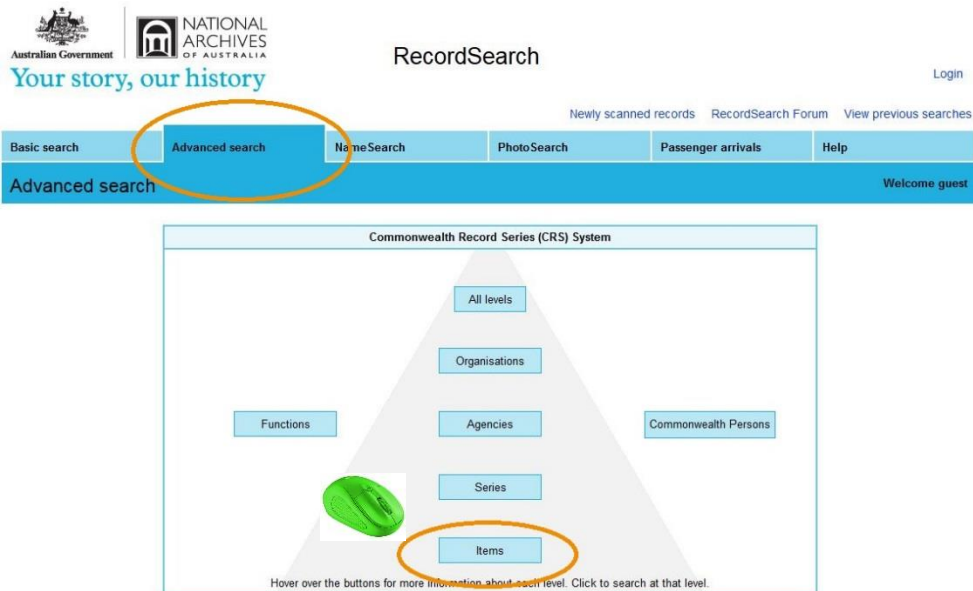 Australian Government
NATIONAL
ARCHIVES
OF AUSTRALIA
Your story, our history
RecordSearch
Login
Newly scanned records RecordSearch Forum View previous searches
Basic search Advanced search NameSearch PhotoSearch Passenger arrivals Help
Advanced search Welcome guest
Commonwealth Record Series (CRS) System
All levels
Organisations
Functions Agencies Commonwealth Persons
Series
Items
Hover over the buttons for more information about each level. Click to search at that level.